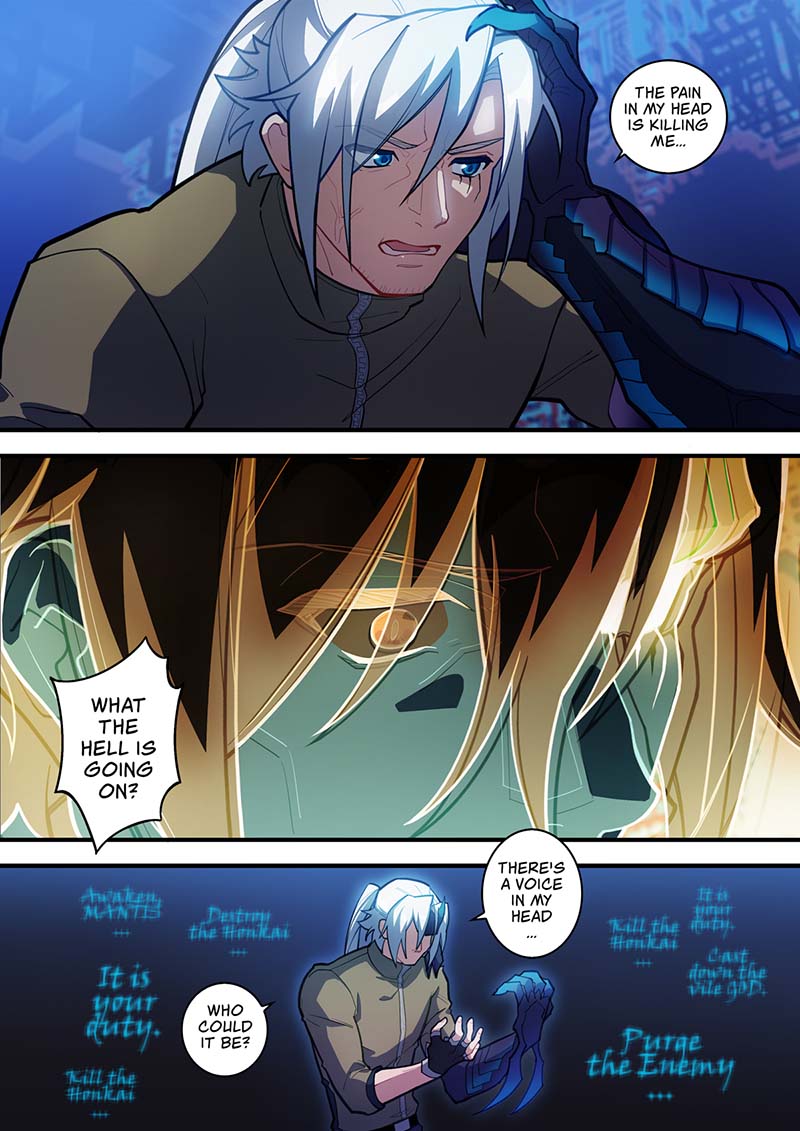 THE PAIN
IN MY HEAD
IS KILLING
ME...
WHAT
THE
HELL IS
GOING
ON?
THERE'S
A VOICE
IN MY
HEAD
...
Awaken,
MANTIS
...
Destroy
the Honkai
...
It is
your
duty.
Kill the
Honkai
...
WHO
COULD
IT BE?
Kill the
Honkai
...
It is
your
duty.
Cast
down the
vile god.
Purge
the Enemy
...